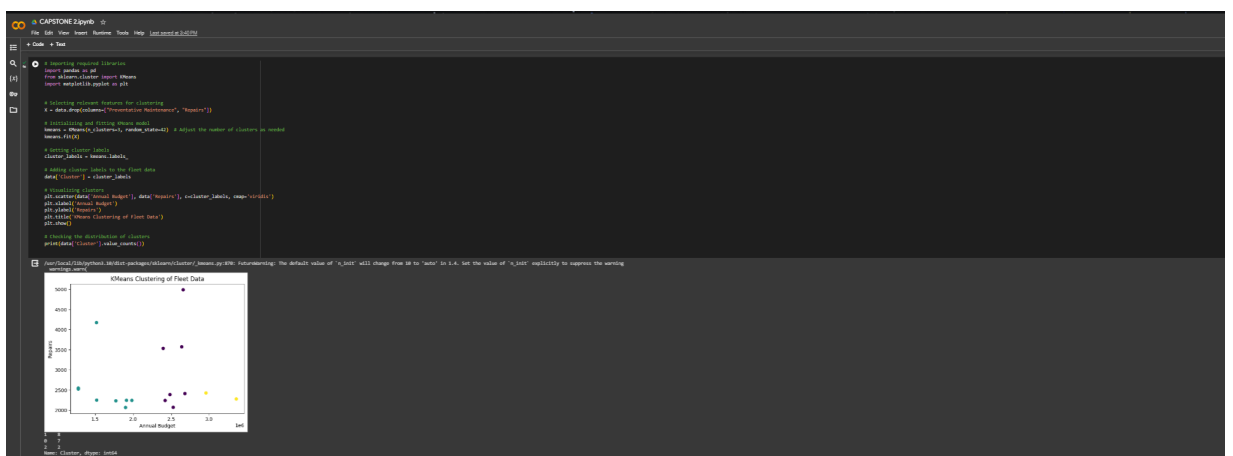 CAPSTONE 2.ipynb
File Edit View Insert Runtime Tools Help Last saved at 2:40 PM
+ Code + Text
# Importing required libraries
import pandas as pd
from sklearn.cluster import KMeans
import matplotlib.pyplot as plt
# Selecting relevant features for clustering
X = data.drop(columns=["Preventative Maintenance", "Repairs"])
# Initializing and fitting KMeans model
kmeans = KMeans(n_clusters=3, random_state=42) # Adjust the number of clusters as needed
kmeans.fit(X)
# Getting cluster labels
cluster_labels = kmeans.labels_
# Adding cluster labels to the fleet data
data['Cluster'] = cluster_labels
# Visualizing clusters
plt.scatter(data['Annual Budget'], data['Repairs'], c=cluster_labels, cmap='viridis')
plt.xlabel('Annual Budget')
plt.ylabel('Repairs')
plt.title('KMeans Clustering of Fleet Data')
plt.show()
# Checking the distribution of clusters
print(data['Cluster'].value_counts())
/usr/local/lib/python3.10/dist-packages/sklearn/cluster/_kmeans.py:870: FutureWarning: The default value of `n_init` will change from 10 to 'auto' in 1.4. Set the value of `n_init` explicitly to suppress the warning
warnings.warn(
KMeans Clustering of Fleet Data
5000
4500
4000
3500
3000
2500
2000
Repairs
1.5 2.0 2.5 3.0
Annual Budget
1e6
0 7
2 2
Name: Cluster, dtype: int64